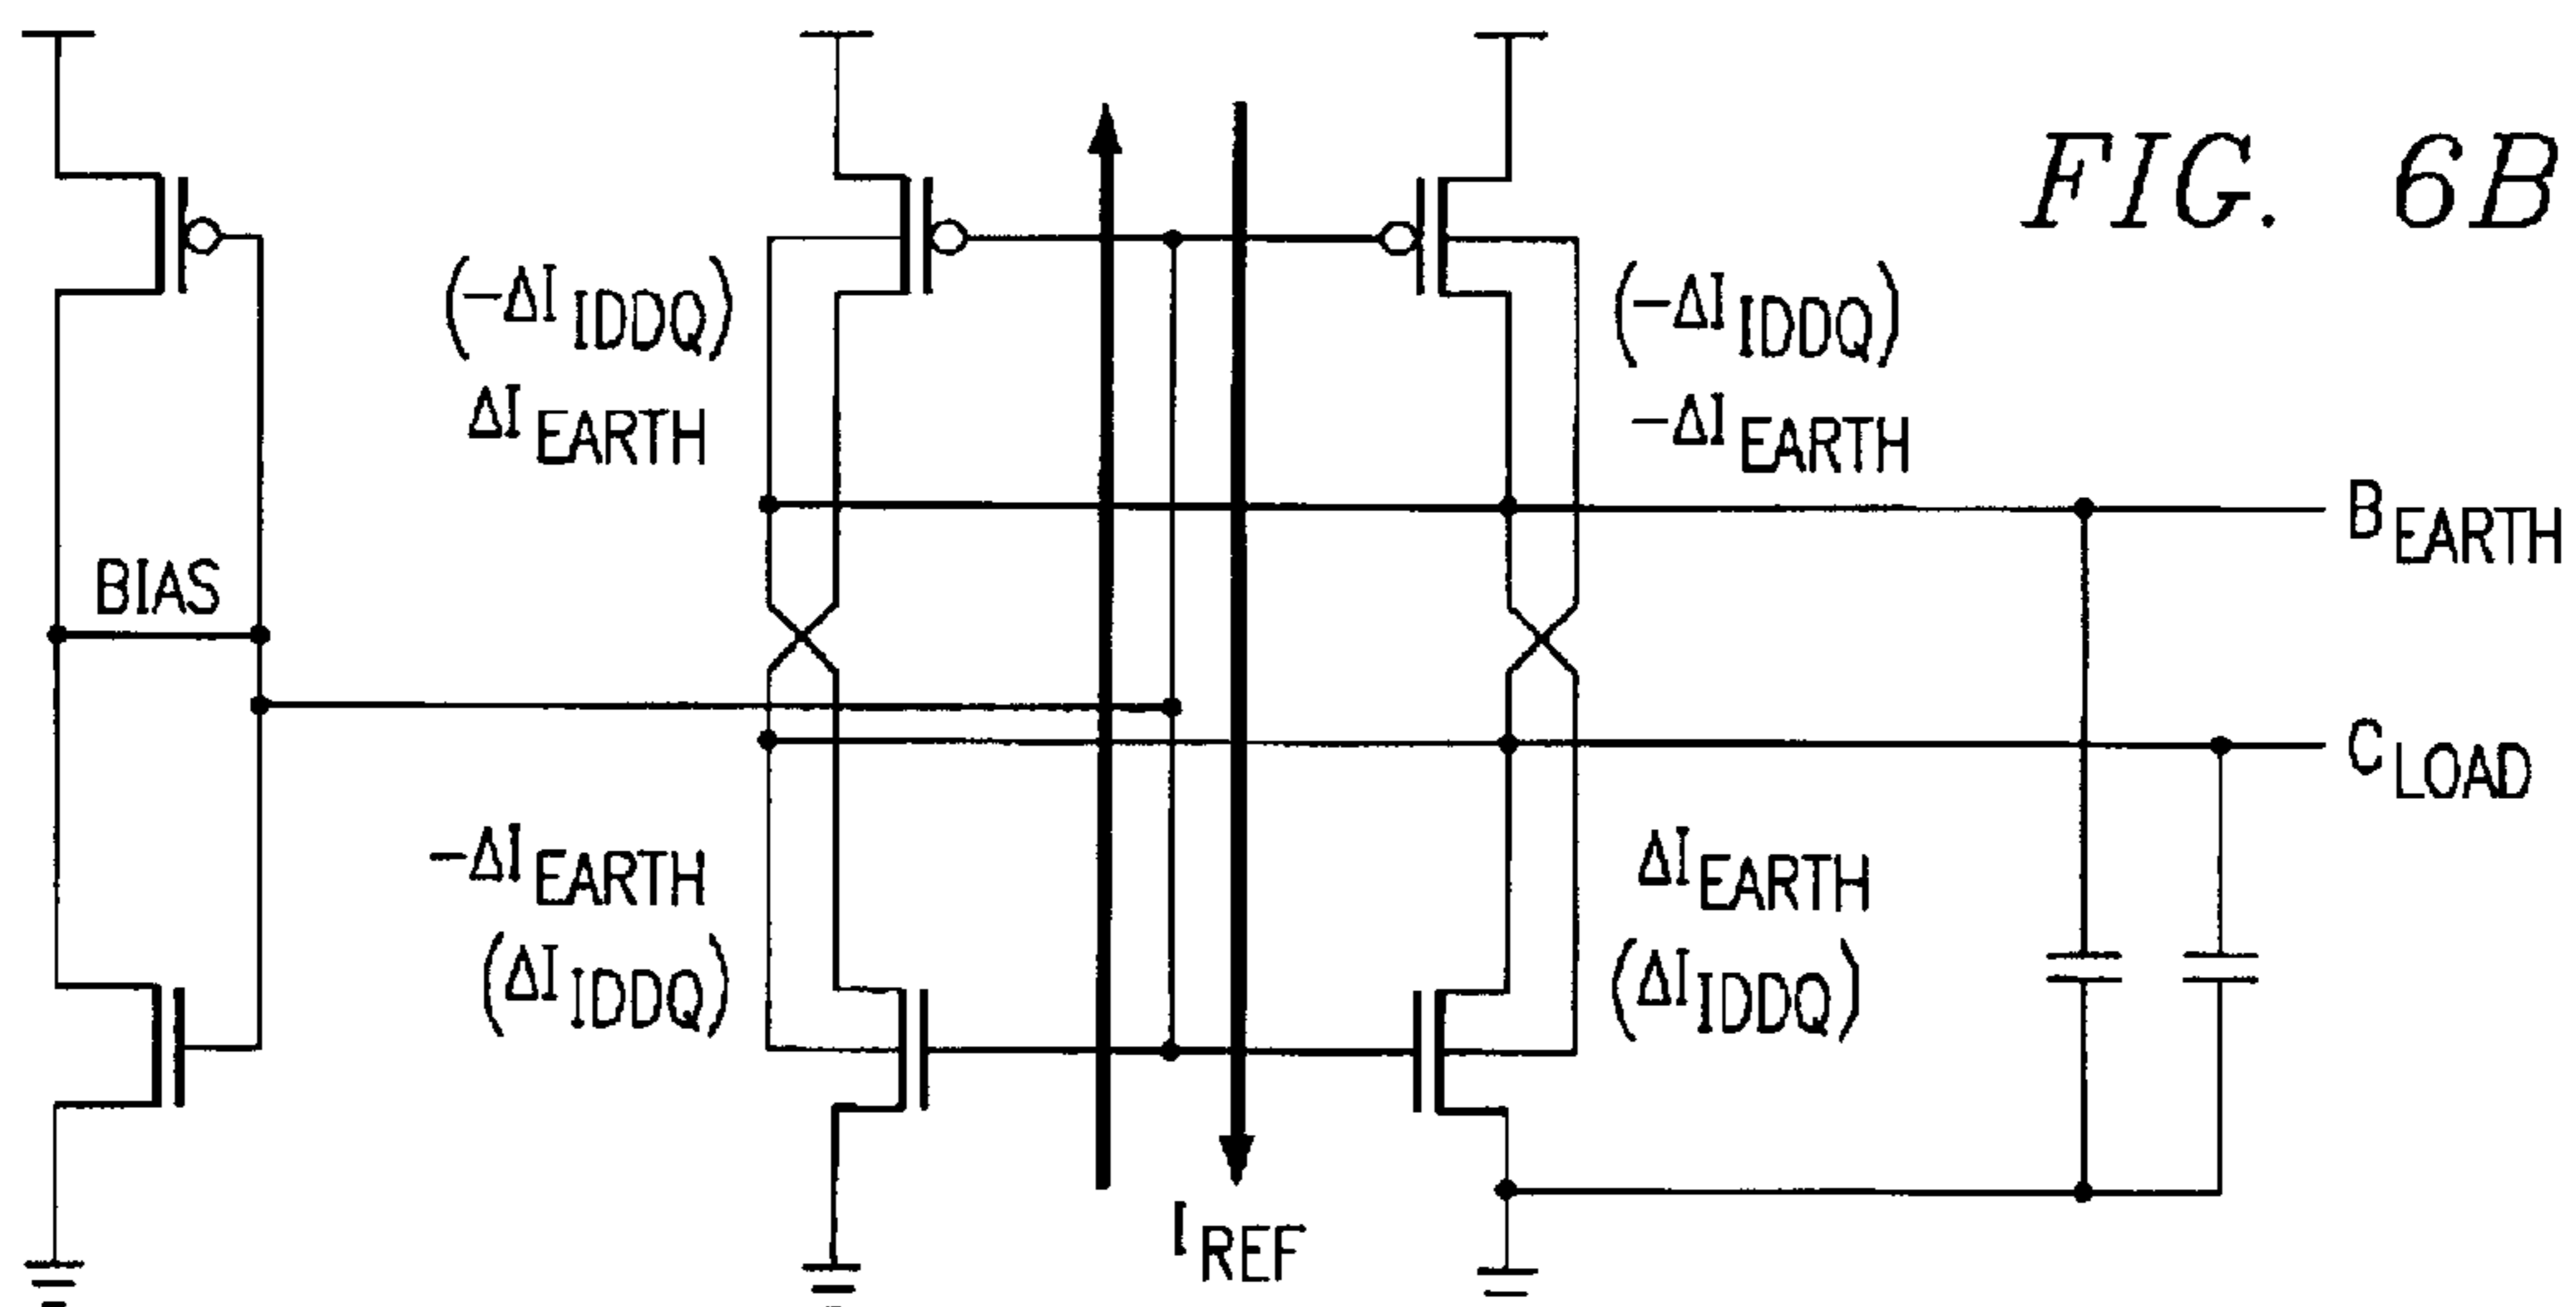 FIG. 6B
(-ΔI IDDQ)
ΔI EARTH
(-ΔI IDDQ)
-ΔI EARTH
B EARTH
BIAS
C LOAD
-ΔI EARTH
(ΔI IDDQ)
ΔI EARTH
(ΔI IDDQ)
I REF